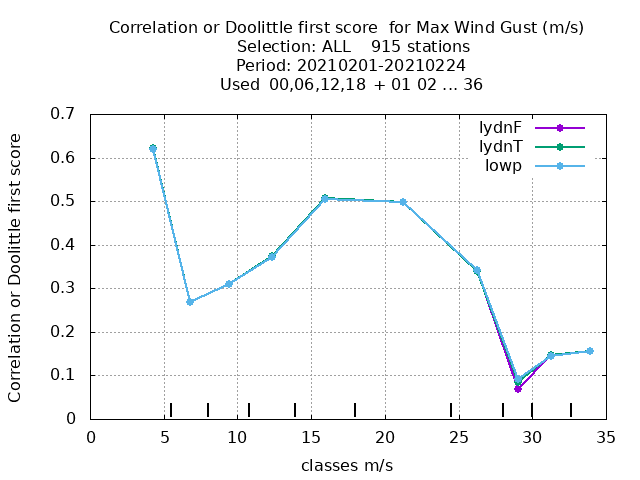 Correlation or Doolittle first score  for Max Wind Gust (m/s)
Selection: ALL    915 stations
Period: 20210201-20210224
Used 00,06,12,18 + 01 02 ... 36
lydnF
lydnT
lowp
Correlation or Doolittle first score
0.7
0.6
0.5
0.4
0.3
0.2
0.1
0
0 5 10 15 20 25 30 35
classes m/s